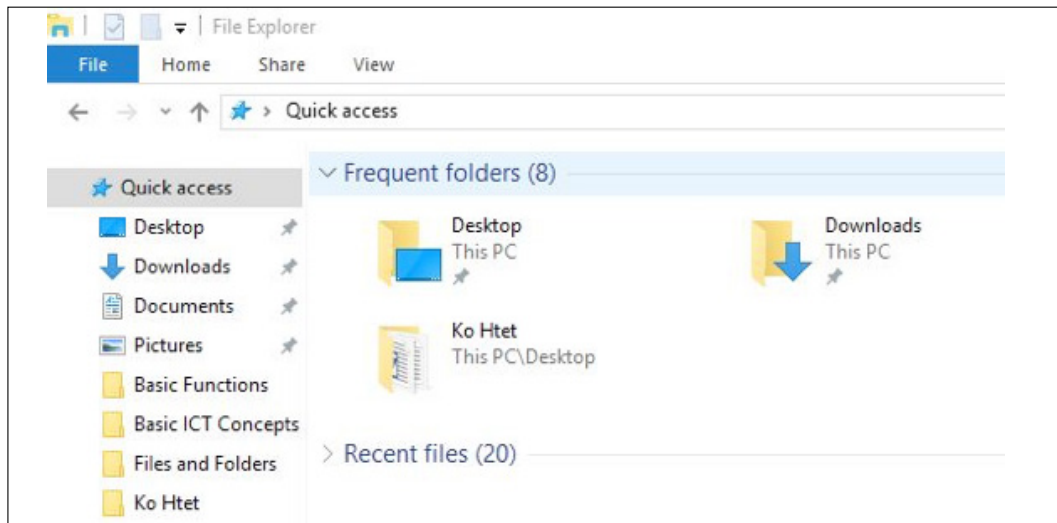 File Explorer
File Home Share View
Quick access
Quick access
Desktop
Downloads
Documents
Pictures
Basic Functions
Basic ICT Concepts
Files and Folders
Ko Htet
Frequent folders (8)
Desktop
This PC
Downloads
This PC
Ko Htet
This PC\Desktop
Recent files (20)